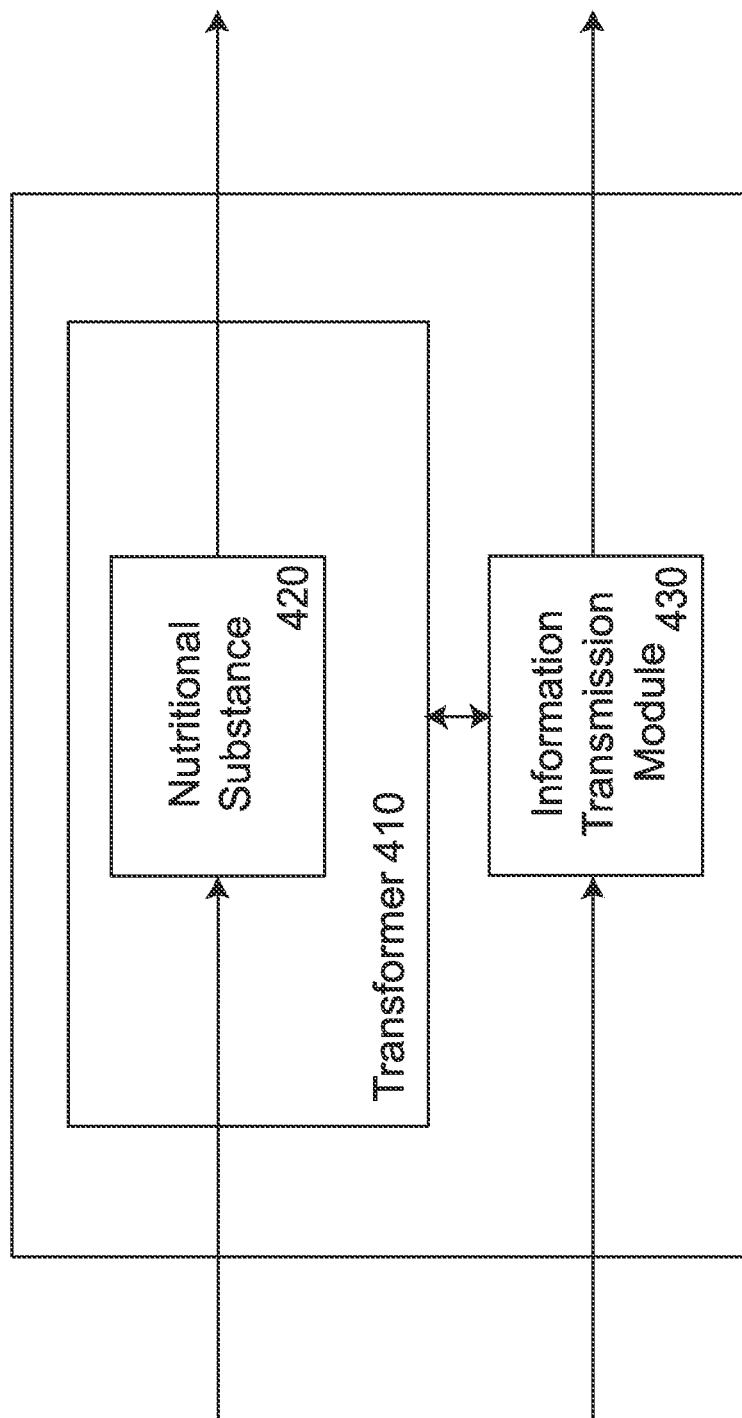 Nutritional
Substance
420
Transformer 410
Information
Transmission
Module 430